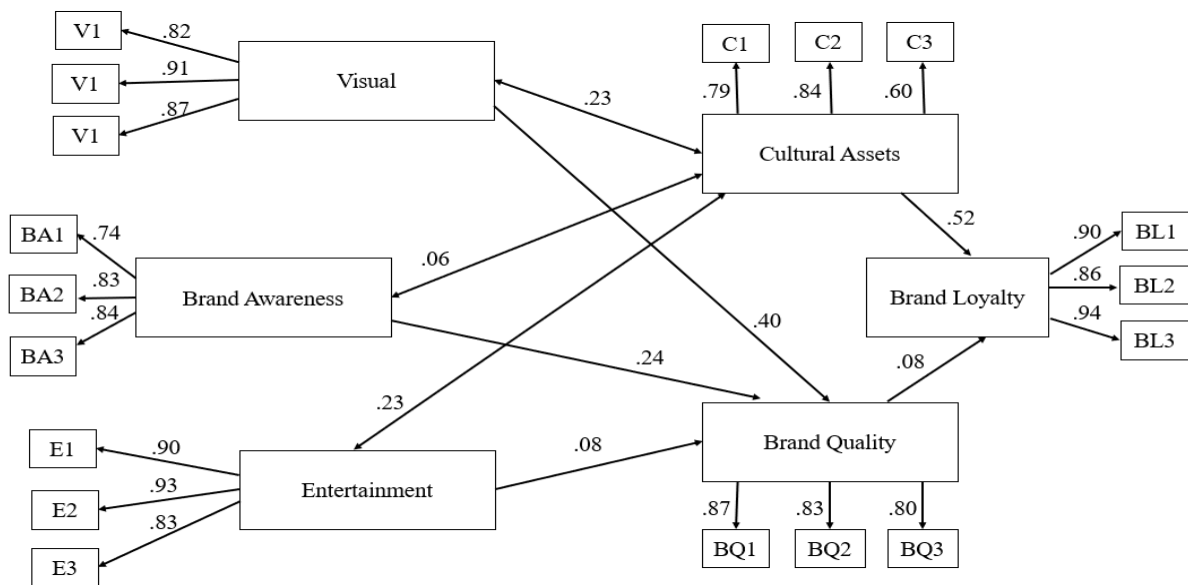 V1
.82
V1
.91
V1
.87
Visual
C1
C2
C3
.79
.84
.60
.23
Cultural Assets
BA1
.74
BA2
.83
BA3
.84
Brand Awareness
.06
.52
BL1
.90
BL2
.86
BL3
.94
Brand Loyalty
.40
.24
.08
.23
E1
.90
E2
.93
E3
.83
Entertainment
.08
Brand Quality
.87
.83
.80
BQ1
BQ2
BQ3